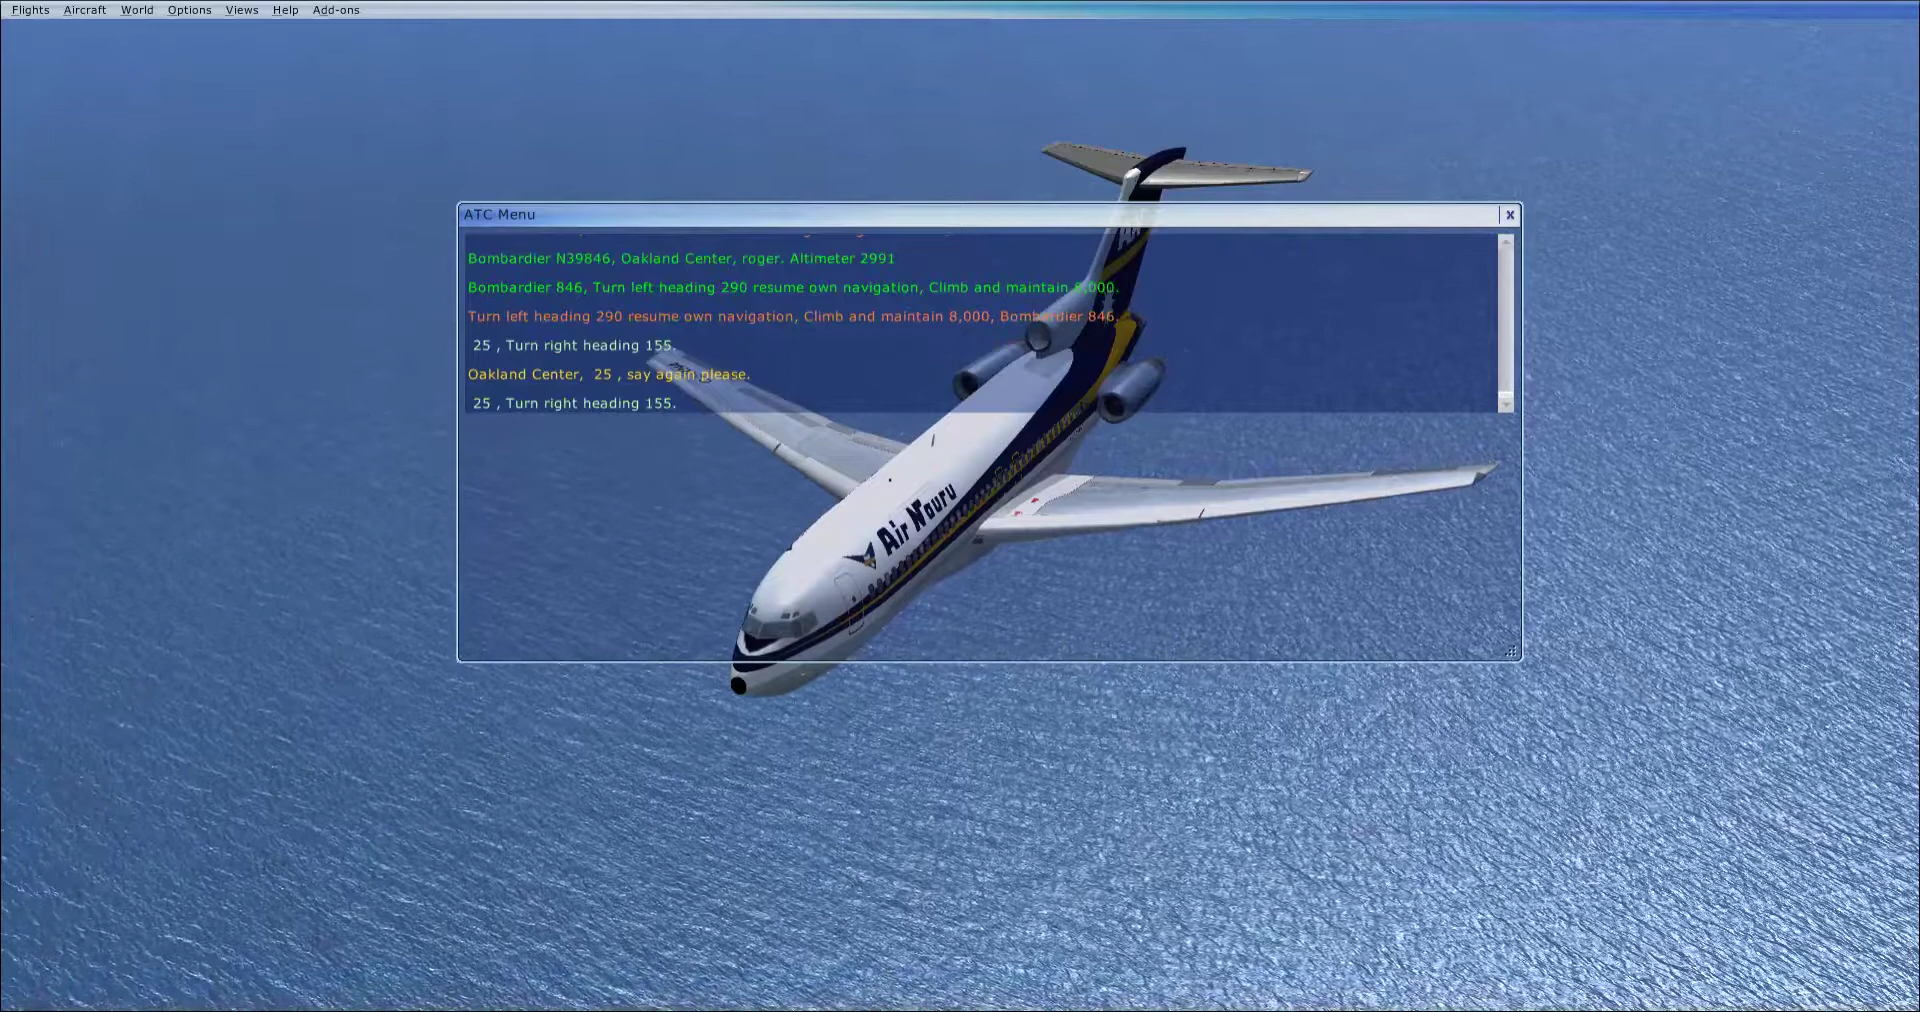 Flights Aircraft World Options Views Help Add-ons
ATC Menu x
Bombardier N39846, Oakland Center, roger. Altimeter 2991
Bombardier 846, Turn left heading 290 resume own navigation, Climb and maintain 8,000.
Turn left heading 290 resume own navigation, Climb and maintain 8,000, Bombardier 846.
25 , Turn right heading 155.
Oakland Center, 25 , say again please.
25 , Turn right heading 155.
Air Nauru